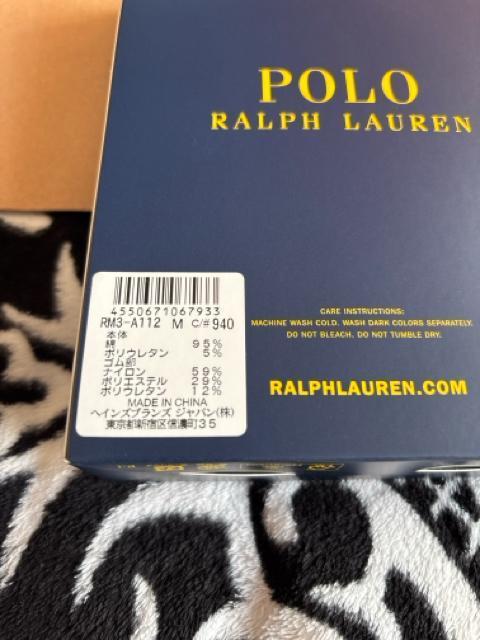 POLO
RALPH LAUREN
4550671067933
RM3-A112 M C/# 940
本体
綿 95%
ポリウレタン 5%
ゴム部
ナイロン 59%
ポリエステル 29%
ポリウレタン 12%
MADE IN CHINA
ヘインズブランズ ジャパン(株)
東京都新宿区信濃町35
CARE INSTRUCTIONS:
MACHINE WASH COLD. WASH DARK COLORS SEPARATELY.
DO NOT BLEACH. DO NOT TUMBLE DRY.
RALPHLAUREN.COM